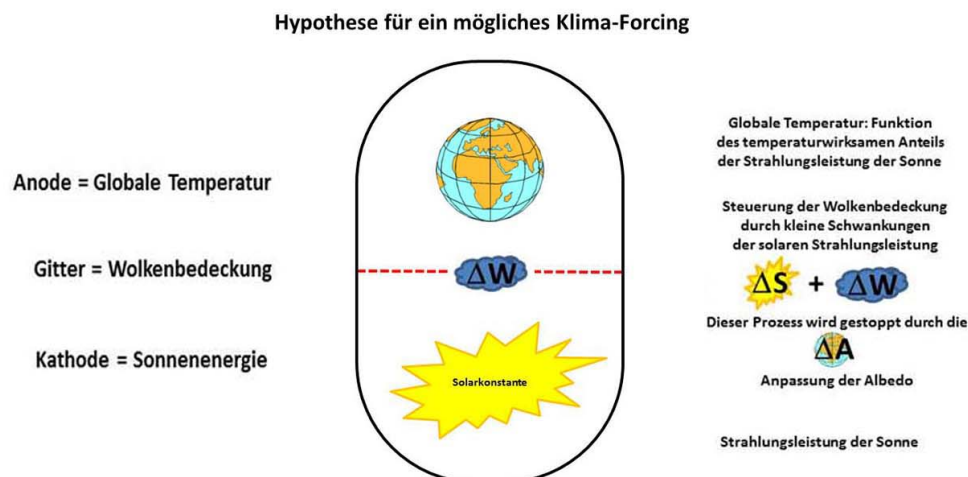 Hypothese für ein mögliches Klima-Forcing
Anode = Globale Temperatur
Gitter = Wolkenbedeckung
Kathode = Sonnenenergie
ΔW
Solarkonstante
Globale Temperatur: Funktion
des temperaturwirksamen Anteils
der Strahlungsleistung der Sonne
Steuerung der Wolkenbedeckung
durch kleine Schwankungen
der solaren Strahlungsleistung
ΔS + ΔW
Dieser Prozess wird gestoppt durch die
ΔA
Anpassung der Albedo
Strahlungsleistung der Sonne